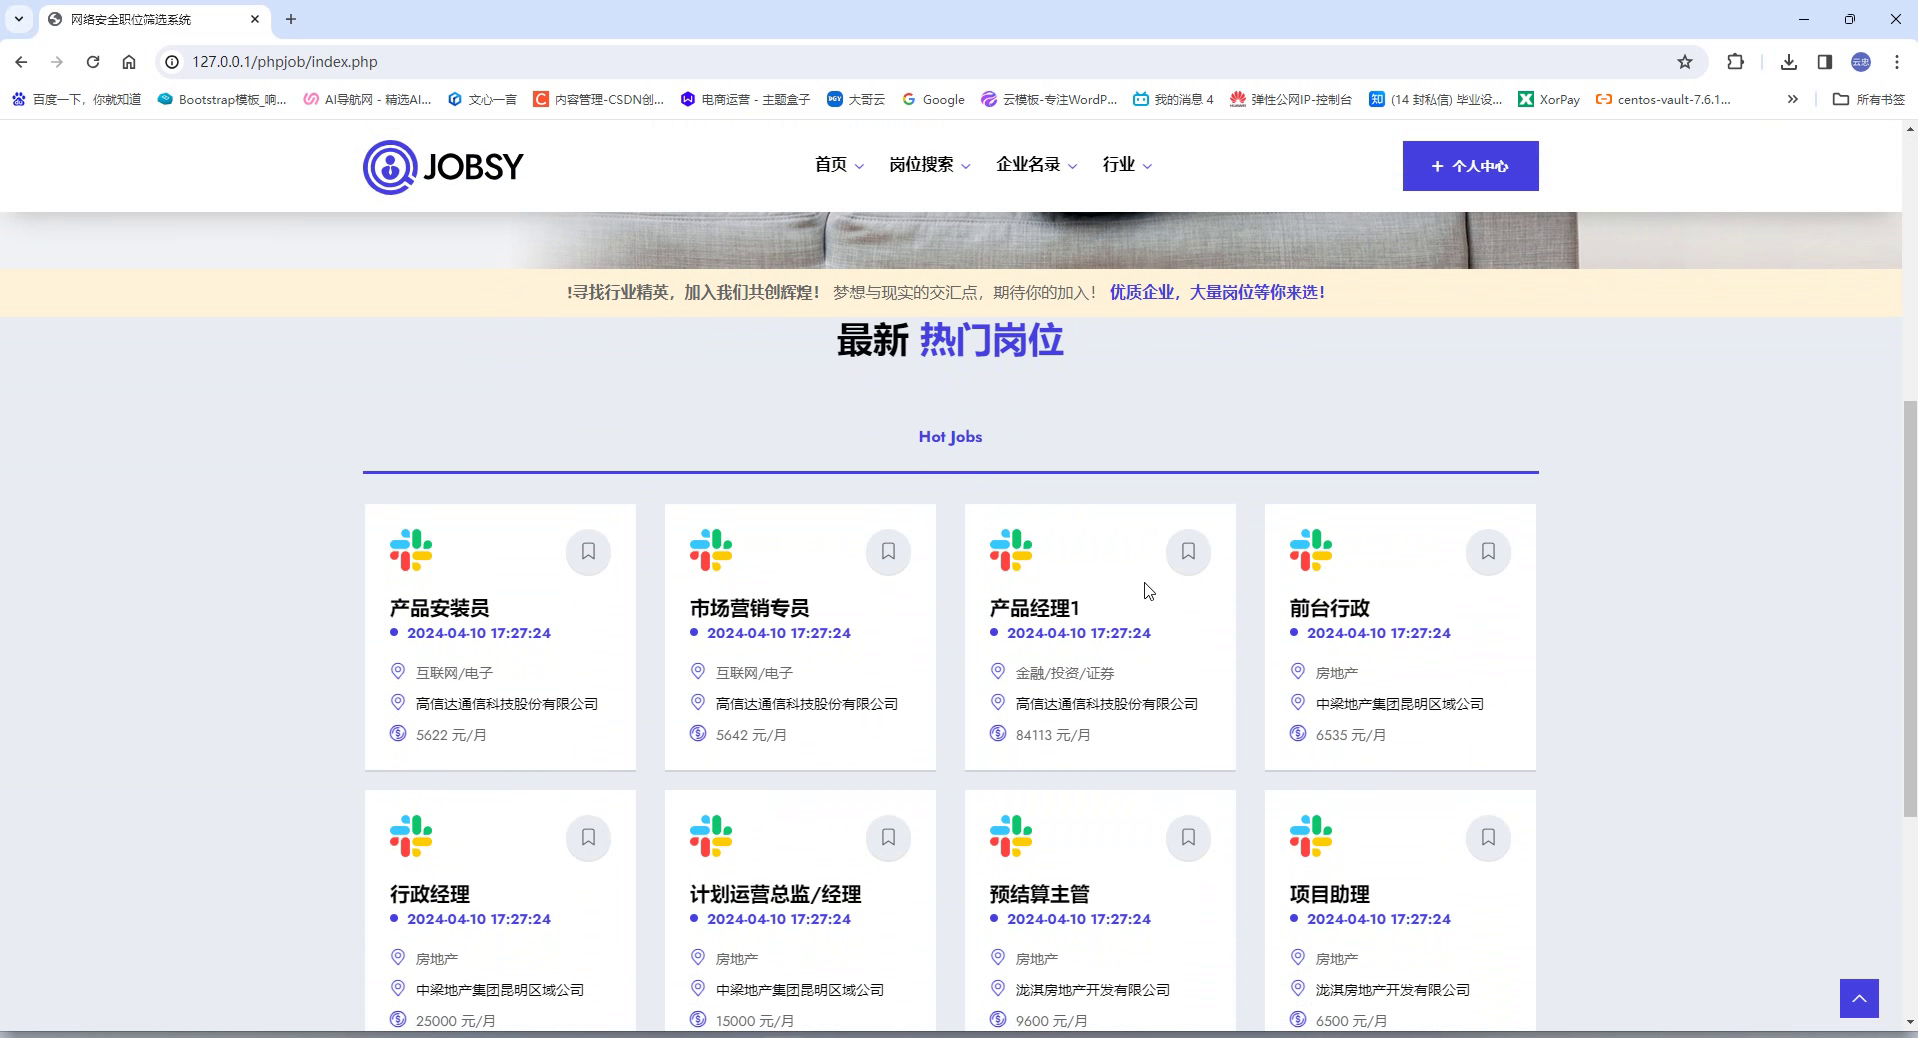 网络安全职位筛选系统
127.0.0.1/phpjob/index.php
百度一下，你就知道 Bootstrap模板_响... AI导航网 - 精选AI... 文心一言 内容管理-CSDN创... 电商运营 - 主题盒子 大哥云 Google 云模板-专注WordP... 我的消息 4 弹性公网IP-控制台 (14 封私信) 毕业设... XorPay centos-vault-7.6.1... 所有书签
JOBSY 首页 岗位搜索 企业名录 行业 + 个人中心
!寻找行业精英，加入我们共创辉煌！ 梦想与现实的交汇点，期待你的加入！ 优质企业，大量岗位等你来选！
最新 热门岗位
Hot Jobs
产品安装员
2024-04-10 17:27:24
互联网/电子
高信达通信科技股份有限公司
5622 元/月
市场营销专员
2024-04-10 17:27:24
互联网/电子
高信达通信科技股份有限公司
5642 元/月
产品经理1
2024-04-10 17:27:24
金融/投资/证券
高信达通信科技股份有限公司
84113 元/月
前台行政
2024-04-10 17:27:24
房地产
中梁地产集团昆明区域公司
6535 元/月
行政经理
2024-04-10 17:27:24
房地产
中梁地产集团昆明区域公司
25000 元/月
计划运营总监/经理
2024-04-10 17:27:24
房地产
中梁地产集团昆明区域公司
15000 元/月
预结算主管
2024-04-10 17:27:24
房地产
泷淇房地产开发有限公司
9600 元/月
项目助理
2024-04-10 17:27:24
房地产
泷淇房地产开发有限公司
6500 元/月